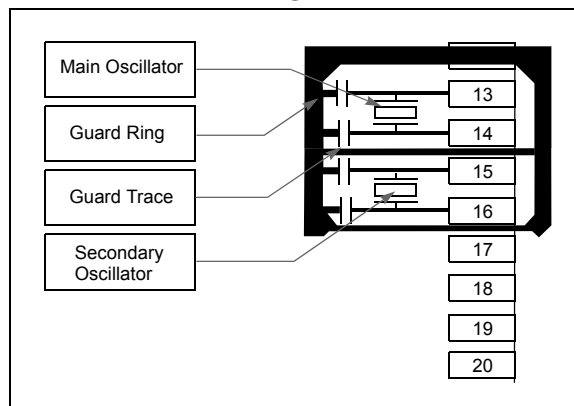 Main Oscillator
13
Guard Ring
14
15
Guard Trace
16
Secondary
Oscillator
17
18
19
20